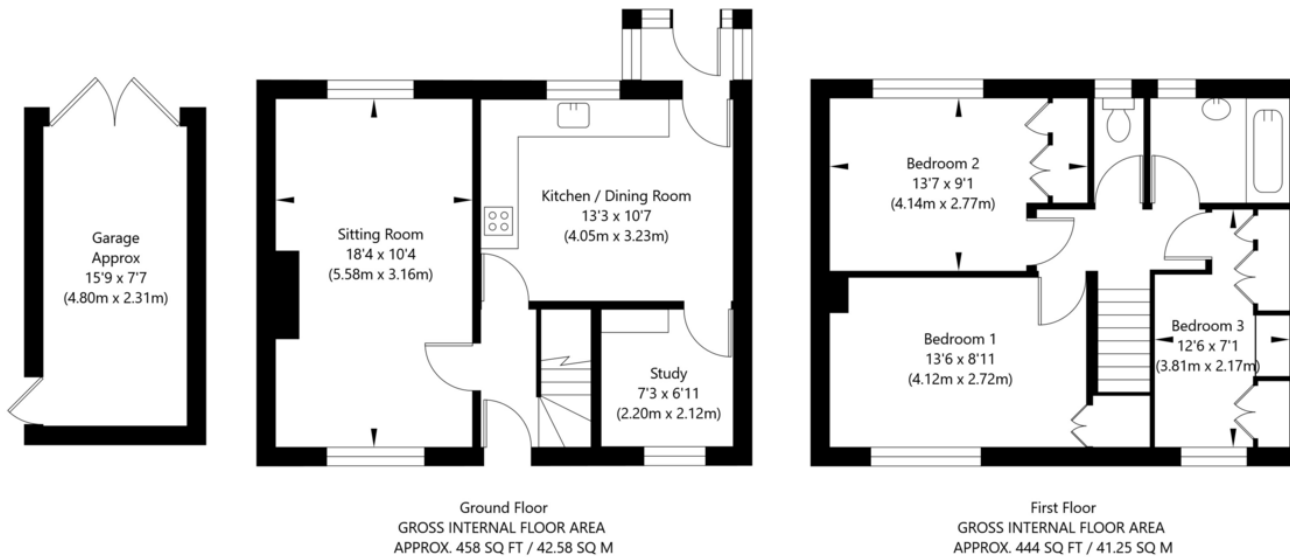 Garage
Approx
15'9 x 7'7
(4.80m x 2.31m)
Sitting Room
18'4 x 10'4
(5.58m x 3.16m)
Kitchen / Dining Room
13'3 x 10'7
(4.05m x 3.23m)
Study
7'3 x 6'11
(2.20m x 2.12m)
Ground Floor
GROSS INTERNAL FLOOR AREA
APPROX. 458 SQ FT / 42.58 SQ M
Bedroom 2
13'7 x 9'1
(4.14m x 2.77m)
Bedroom 1
13'6 x 8'11
(4.12m x 2.72m)
Bedroom 3
12'6 x 7'1
(3.81m x 2.17m)
First Floor
GROSS INTERNAL FLOOR AREA
APPROX. 444 SQ FT / 41.25 SQ M